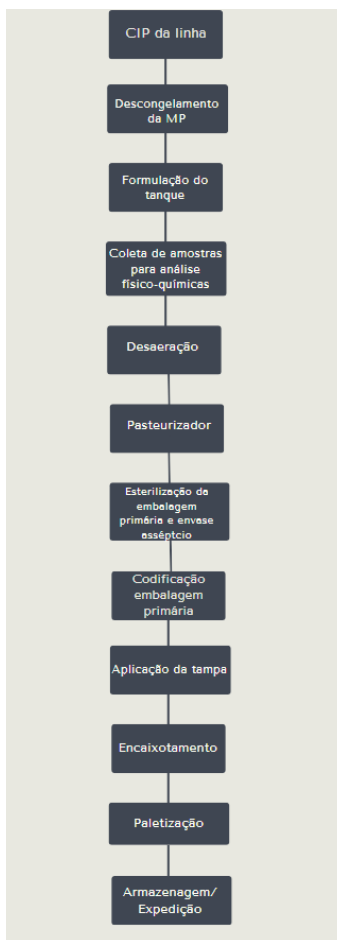 CIP da linha
Descongelamento
da MP
Formulação do
tanque
Coleta de amostras
para análise
físico-químicas
Desaeração
Pasteurizador
Esterilização da
embalagem
primária e envase
asséptcio
Codificação
embalagem
primária
Aplicação da tampa
Encaixotamento
Paletização
Armazenagem/
Expedição